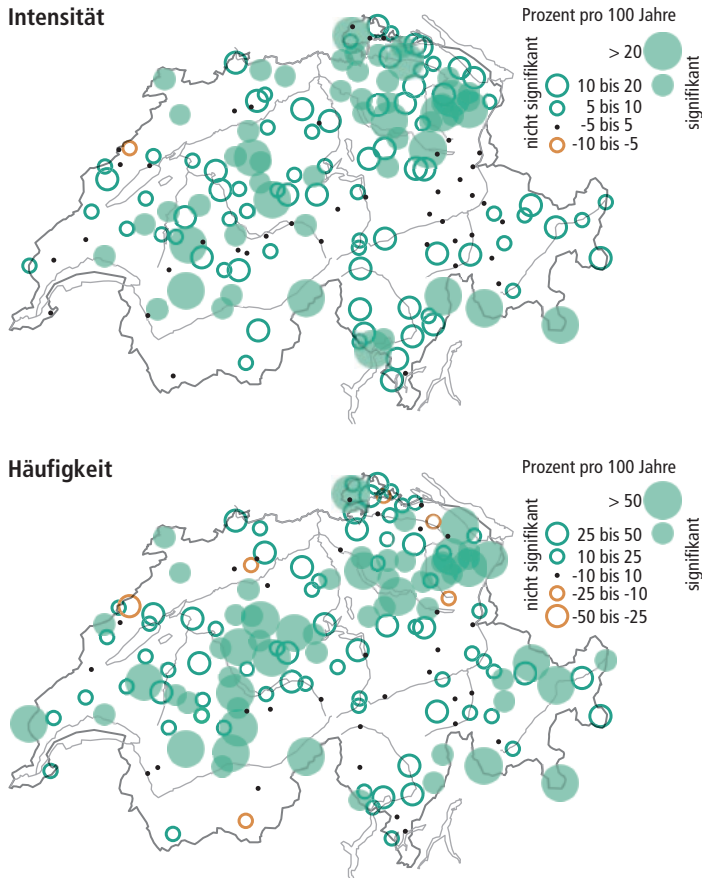 Intensität
Prozent pro 100 Jahre
nicht signifikant
> 20
10 bis 20
5 bis 10
-5 bis 5
-10 bis -5
signifikant
Häufigkeit
Prozent pro 100 Jahre
nicht signifikant
> 50
25 bis 50
10 bis 25
-10 bis 10
-25 bis -10
-50 bis -25
signifikant